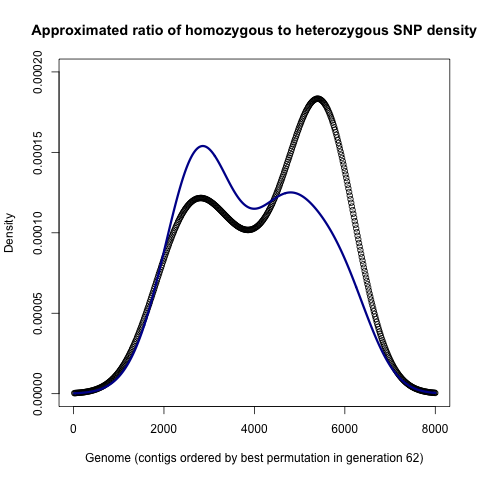 Approximated ratio of homozygous to heterozygous SNP density
0.00020
0.00015
0.00010
0.00005
0.00000
Density
0 2000 4000 6000 8000
Genome (contigs ordered by best permutation in generation 62)